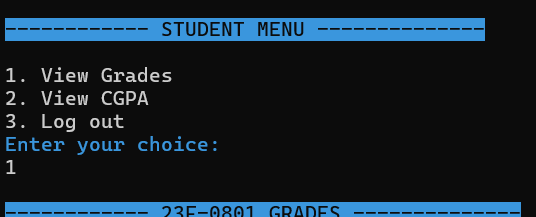 ------------ STUDENT MENU --------------
1. View Grades
2. View CGPA
3. Log out
Enter your choice:
1
------------ 23F-0801 GRADES --------------